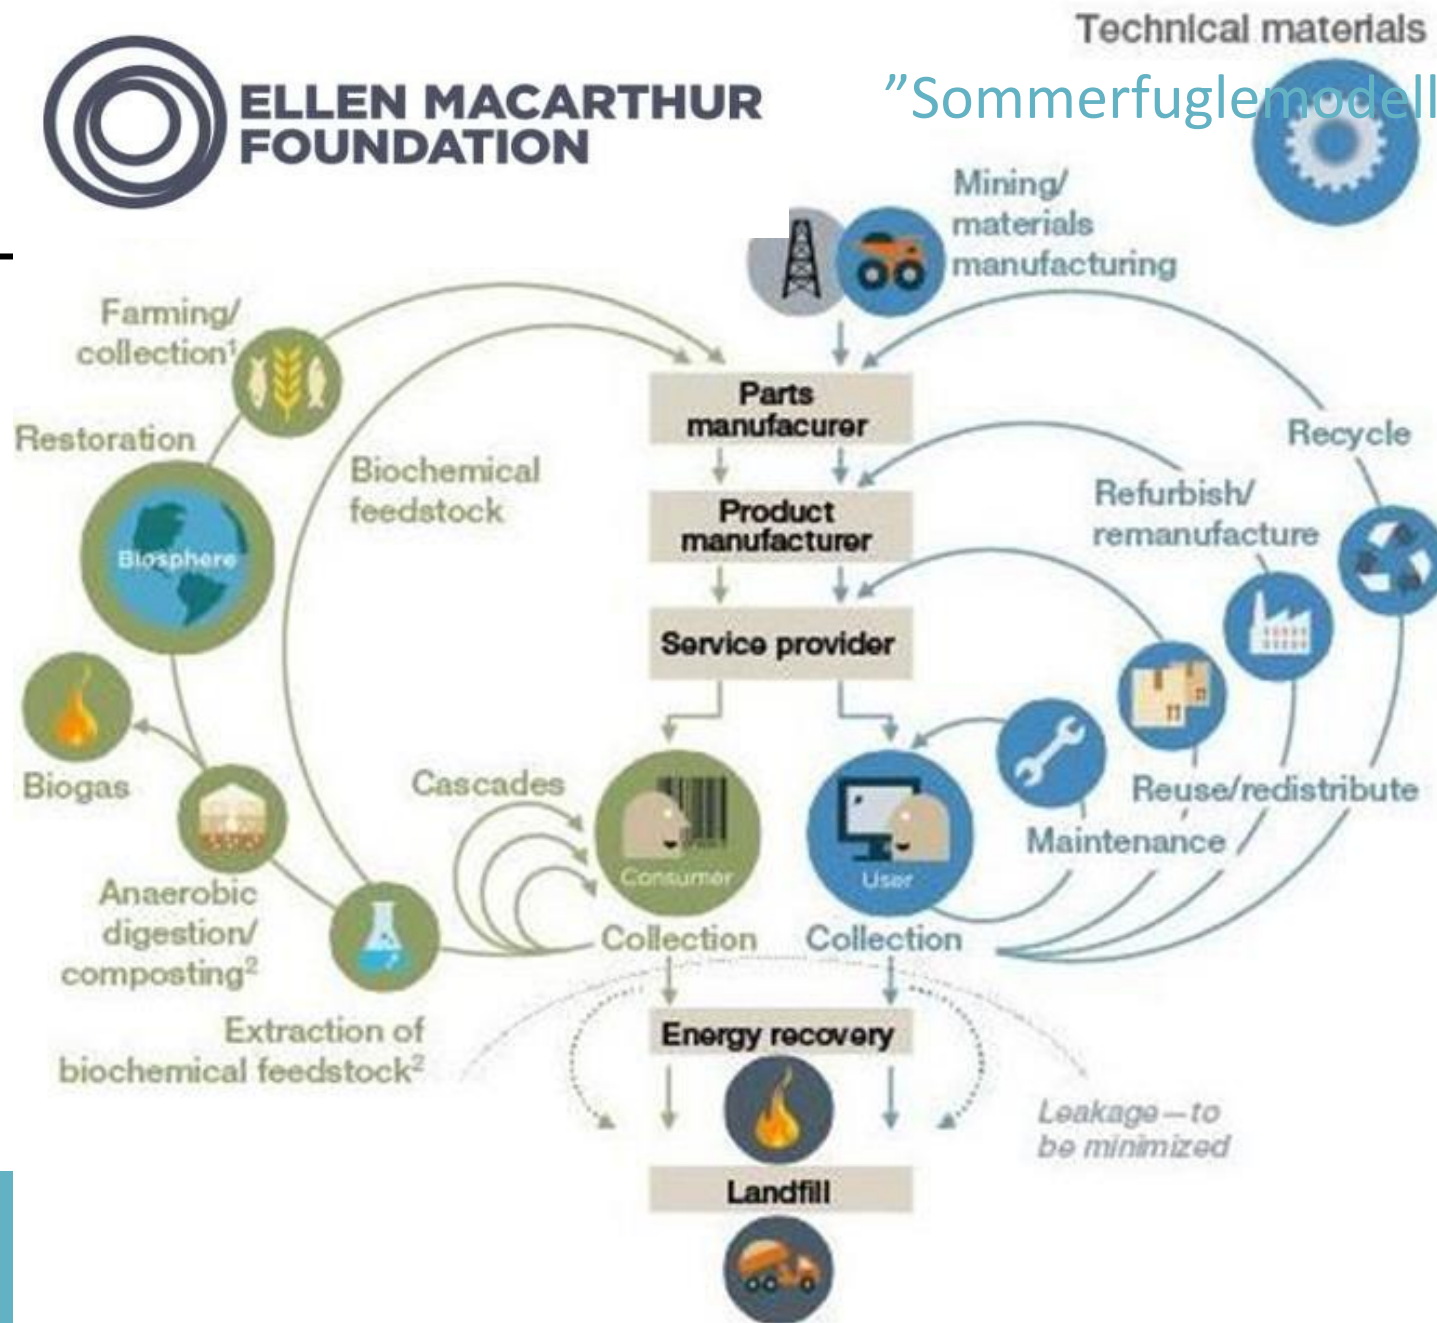 Technical materials
ELLEN MACARTHUR
FOUNDATION
”Sommerfuglemodell
Mining/
materials
manufacturing
Farming/
collection¹
Parts
manufacurer
Restoration
Recycle
Biochemical
feedstock
Refurbish/
remanufacture
Product
manufacturer
Biosphere
Service provider
Biogas
Cascades
Reuse/redistribute
Maintenance
Consumer
User
Anaerobic
digestion/
composting²
Collection
Collection
Extraction of
biochemical feedstock²
Energy recovery
Leakage—to
be minimized
Landfill